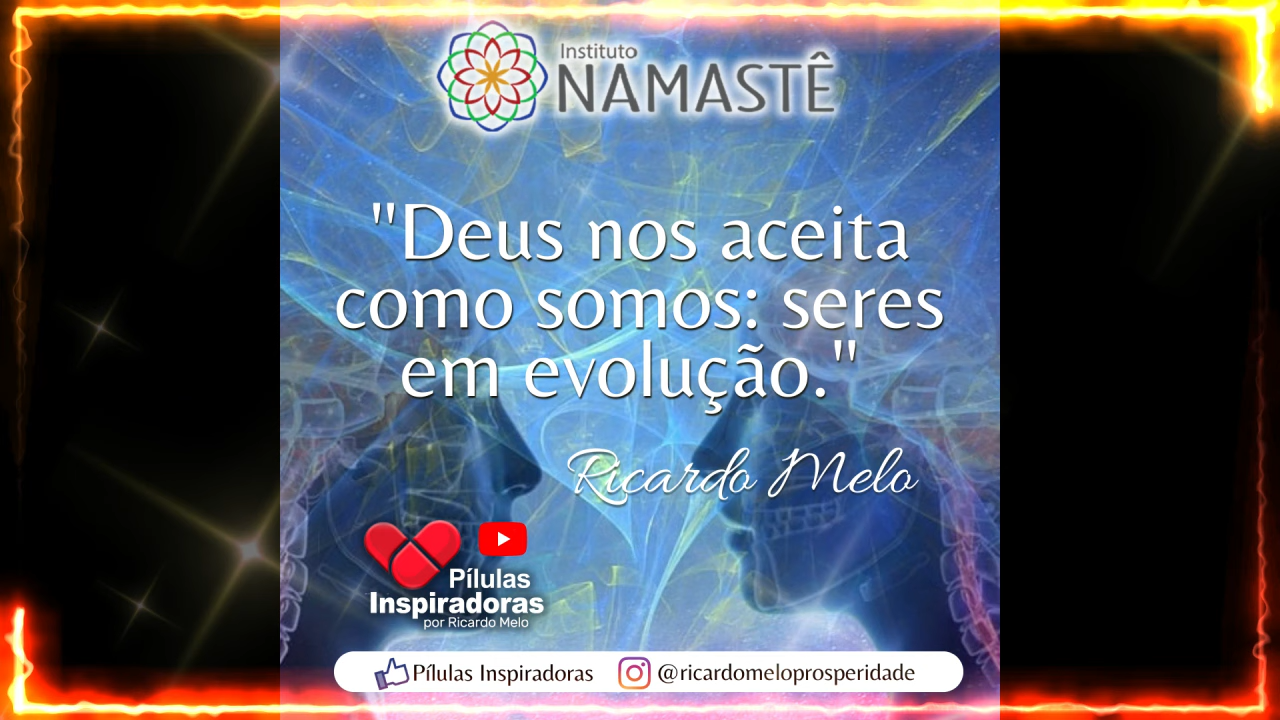 Instituto
NAMASTÊ
"Deus nos aceita
como somos: seres
em evolução."
Ricardo Melo
Pílulas
Inspiradoras
por Ricardo Melo
Pílulas Inspiradoras @ricardomeloprosperidade